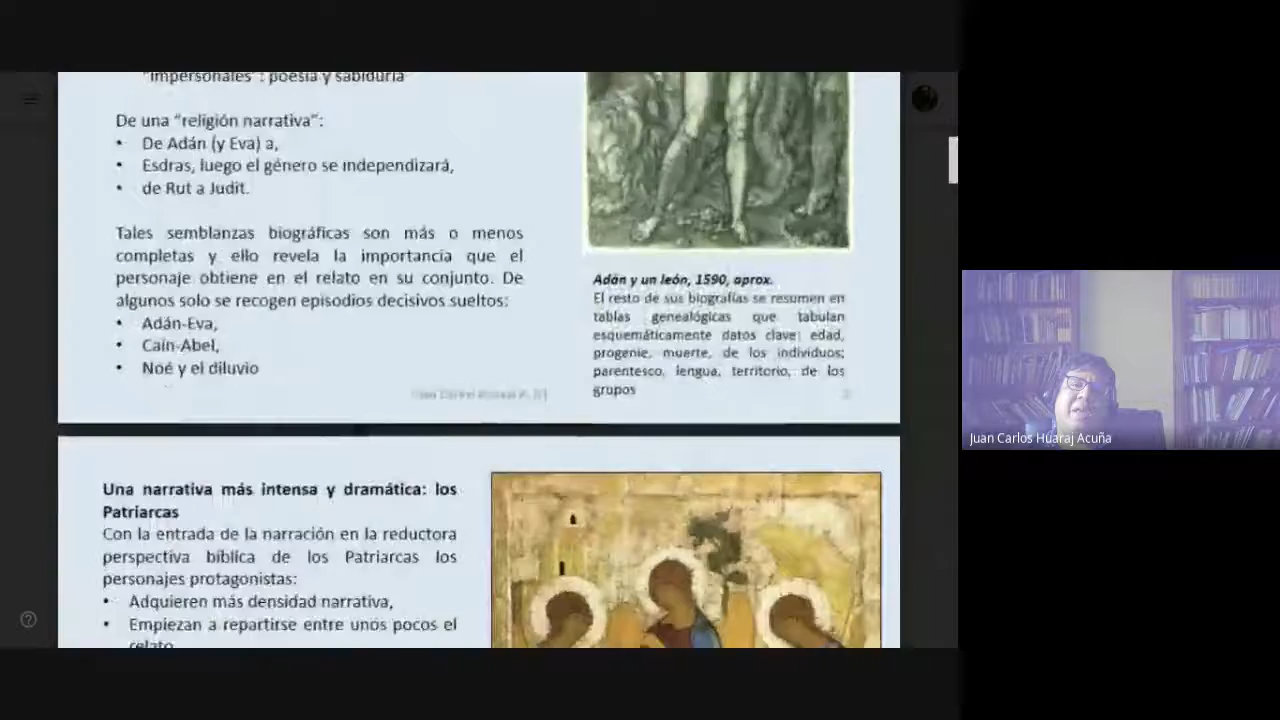 "impersonales": poesía y sabiduría"
De una "religión narrativa":
• De Adán (y Eva) a,
• Esdras, luego el género se independizará,
• de Rut a Judit.
Tales semblanzas biográficas son más o menos
completas y ello revela la importancia que el
personaje obtiene en el relato en su conjunto. De
algunos solo se recogen episodios decisivos sueltos:
• Adán-Eva,
• Caín-Abel,
• Noé y el diluvio
Adán y un león, 1590, aprox.
El resto de sus biografías se resumen en
tablas genealógicas que tabulan
esquemáticamente datos clave: edad,
progenie, muerte, de los individuos;
parentesco, lengua, territorio, de los
grupos
Una narrativa más intensa y dramática: los
Patriarcas
Con la entrada de la narración en la reductora
perspectiva bíblica de los Patriarcas los
personajes protagonistas:
• Adquieren más densidad narrativa,
• Empiezan a repartirse entre unos pocos el
relato
Juan Carlos Huaraj Acuña